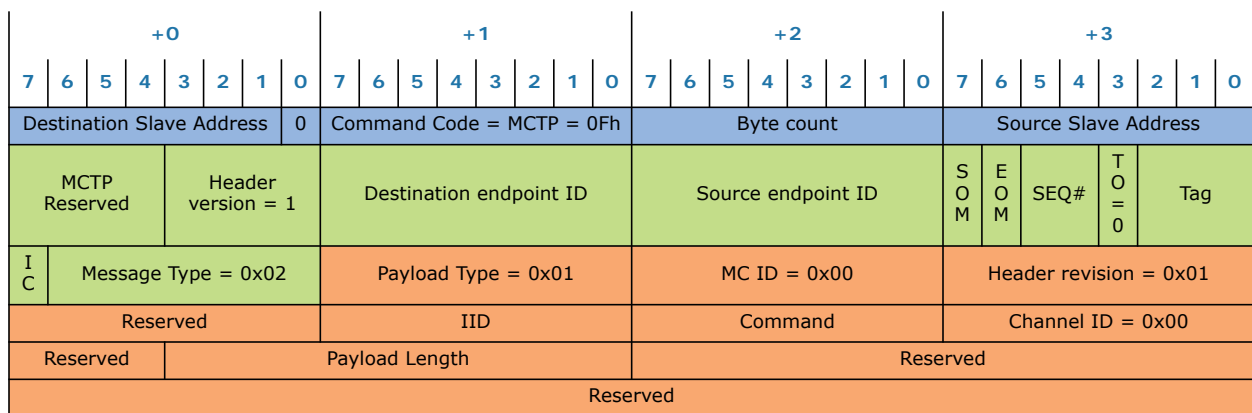 +0 +1 +2 +3
7 6 5 4 3 2 1 0 7 6 5 4 3 2 1 0 7 6 5 4 3 2 1 0 7 6 5 4 3 2 1 0
Destination Slave Address 0 Command Code = MCTP = 0Fh Byte count Source Slave Address
MCTP
Reserved
Header
version = 1
Destination endpoint ID
Source endpoint ID
S
O
M
E
O
M
SEQ#
T
O
=
0
Tag
I
C
Message Type = 0x02
Payload Type = 0x01
MC ID = 0x00
Header revision = 0x01
Reserved IID Command Channel ID = 0x00
Reserved Payload Length Reserved
Reserved